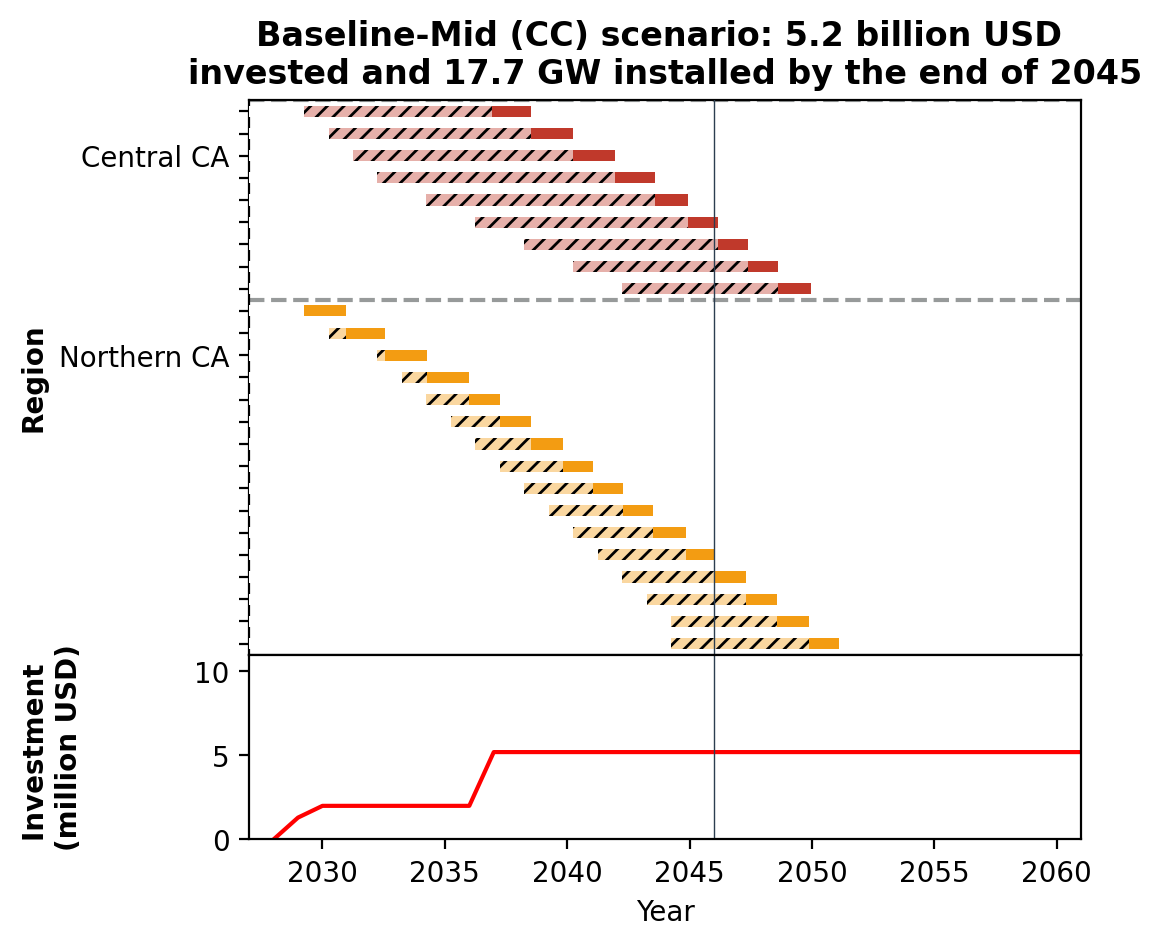 Baseline-Mid (CC) scenario: 5.2 billion USD
invested and 17.7 GW installed by the end of 2045
Central CA
Northern CA
Region
10
5
0
Investment
(million USD)
2030 2035 2040 2045 2050 2055 2060
Year